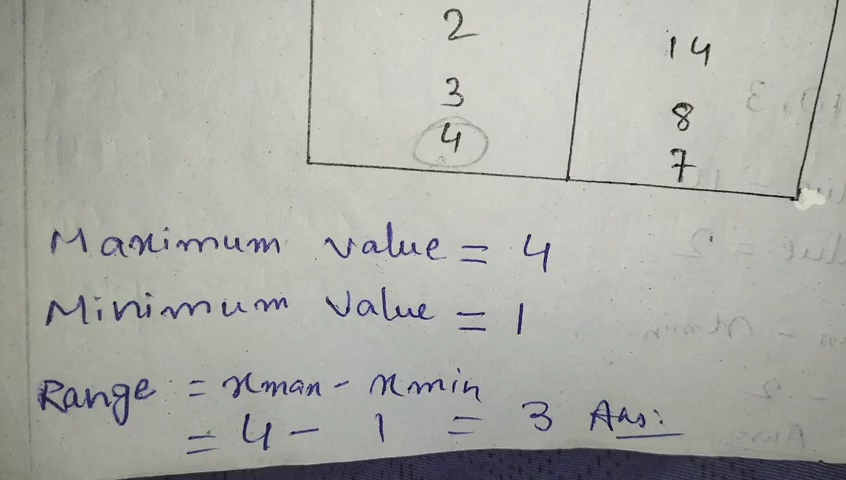 2 14
3 8
4 7
Maximum value = 4
Minimum value = 1
Range = xmax - xmin
= 4 - 1 = 3 Ans: